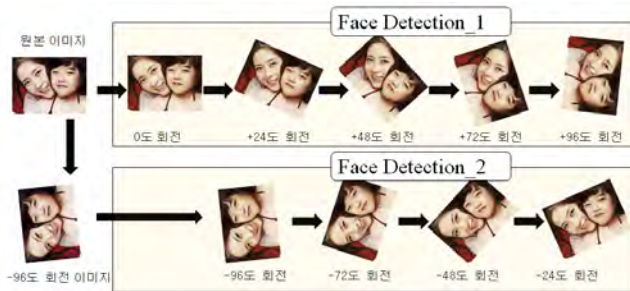 Face Detection_1
원본 이미지
0도 회전
+24도 회전
+48도 회전
+72도 회전
+96도 회전
Face Detection_2
-96도 회전 이미지
-96도 회전
-72도 회전
-48도 회전
-24도 회전